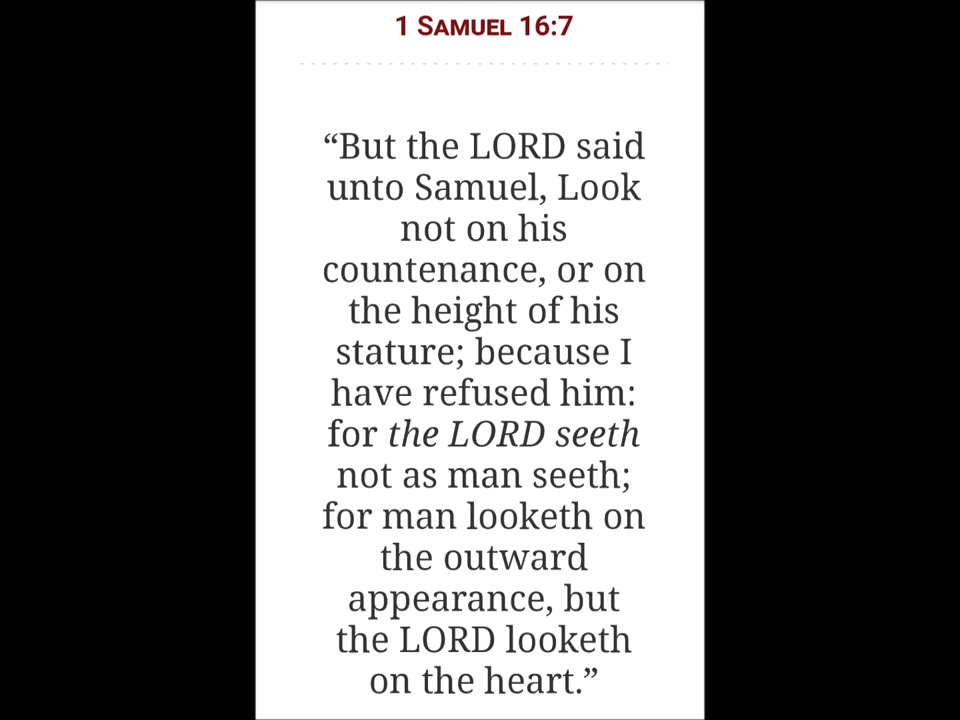 1 SAMUEL 16:7
“But the LORD said
unto Samuel, Look
not on his
countenance, or on
the height of his
stature; because I
have refused him:
for the LORD seeth
not as man seeth;
for man looketh on
the outward
appearance, but
the LORD looketh
on the heart.”